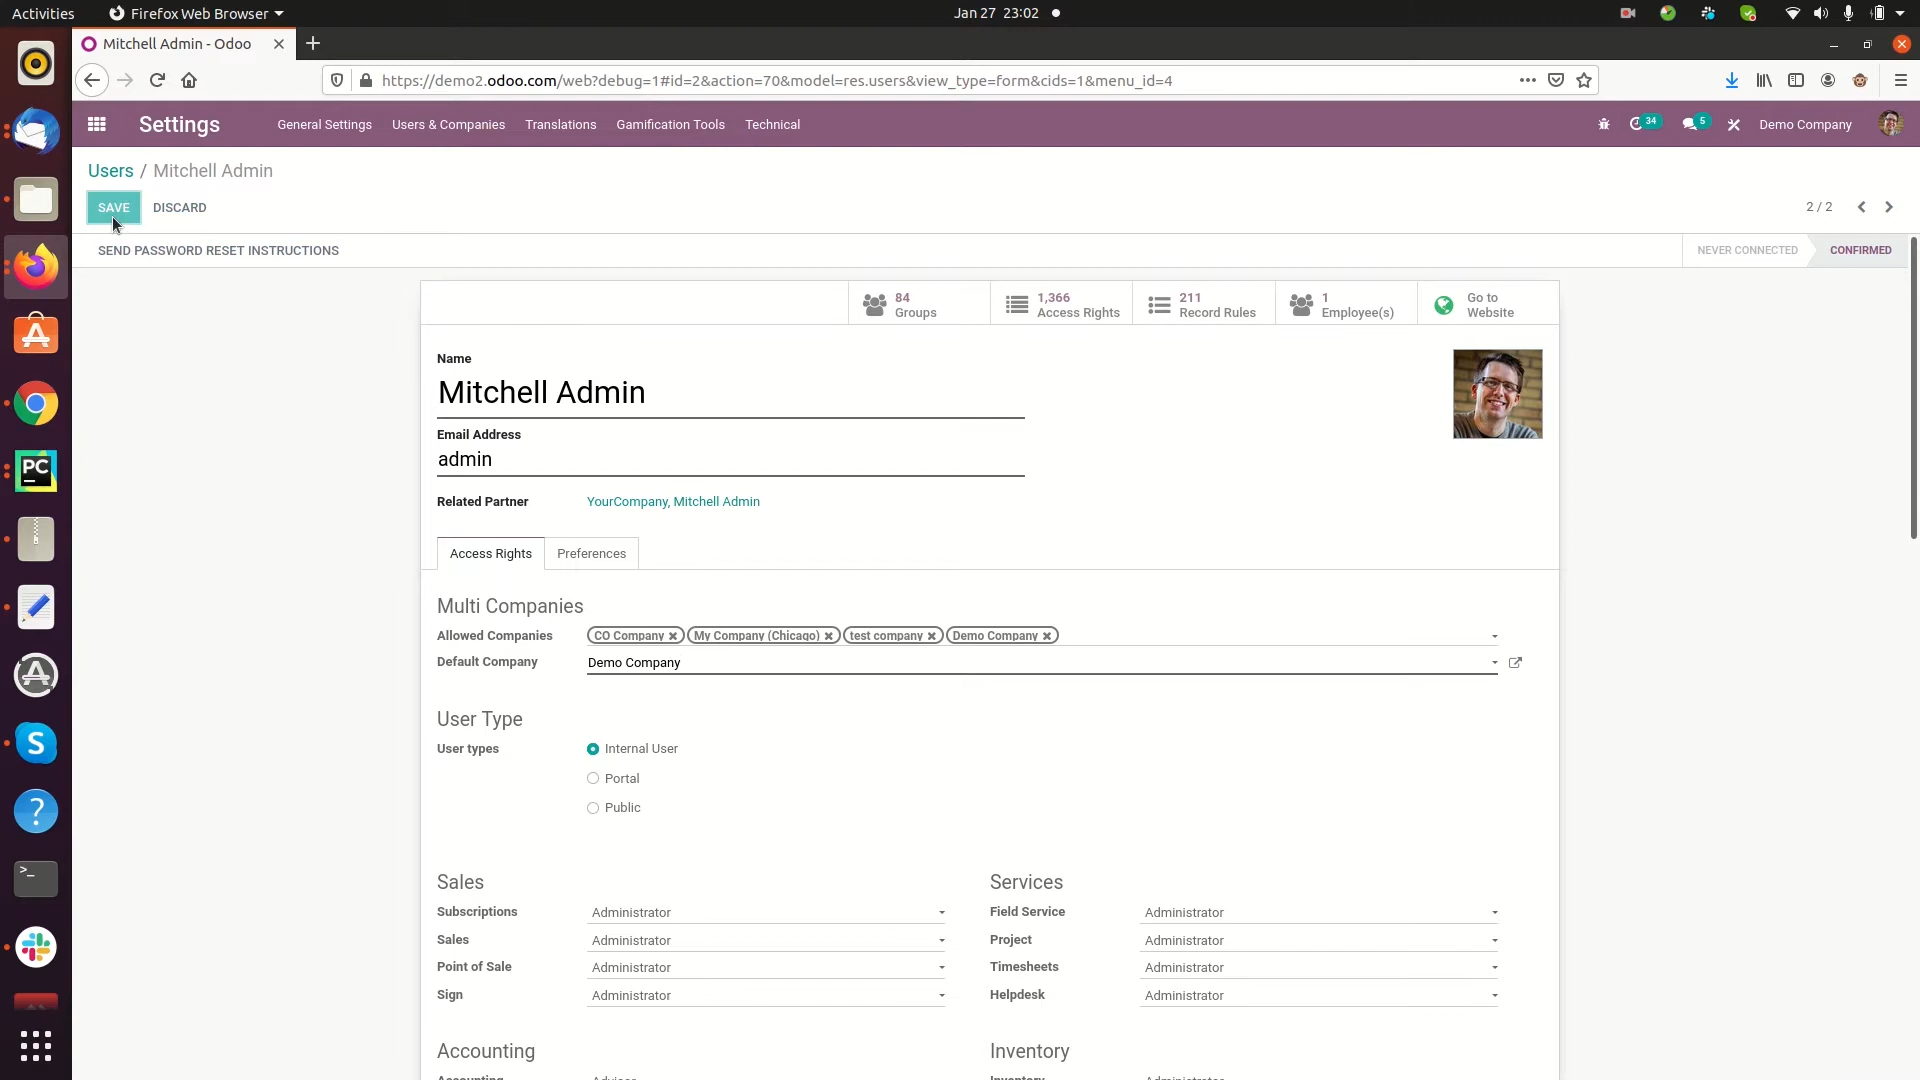 Activities Firefox Web Browser Jan 27 23:02
Mitchell Admin - Odoo
https://demo2.odoo.com/web?debug=1#id=2&action=70&model=res.users&view_type=form&cids=1&menu_id=4
Settings General Settings Users & Companies Translations Gamification Tools Technical 34 5 Demo Company
Users / Mitchell Admin
SAVE DISCARD 2 / 2
SEND PASSWORD RESET INSTRUCTIONS NEVER CONNECTED CONFIRMED
84 1,366 211 1 Go to
Groups Access Rights Record Rules Employee(s) Website
Name
Mitchell Admin
Email Address
admin
Related Partner YourCompany, Mitchell Admin
Access Rights Preferences
Multi Companies
Allowed Companies CO Company My Company (Chicago) test company Demo Company
Default Company Demo Company
User Type
User types Internal User
Portal
Public
Sales Services
Subscriptions Administrator Field Service Administrator
Sales Administrator Project Administrator
Point of Sale Administrator Timesheets Administrator
Sign Administrator Helpdesk Administrator
Accounting Inventory
Accounting Advisor Inventory Administrator
PC
S
?
>_